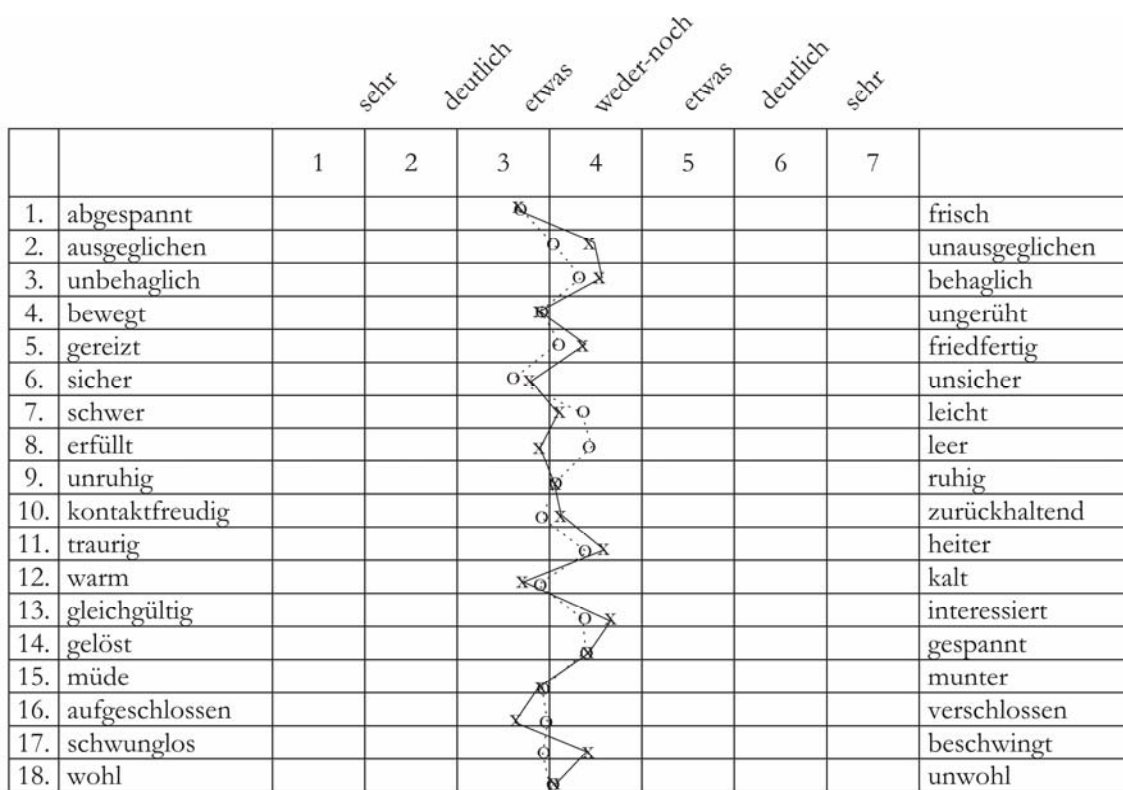 sehr deutlich etwas weder-noch etwas deutlich sehr
1 2 3 4 5 6 7
1. abgespannt frisch
2. ausgeglichen unausgeglichen
3. unbehaglich behaglich
4. bewegt ungerüht
5. gereizt friedfertig
6. sicher unsicher
7. schwer leicht
8. erfüllt leer
9. unruhig ruhig
10. kontaktfreudig zurückhaltend
11. traurig heiter
12. warm kalt
13. gleichgültig interessiert
14. gelöst gespannt
15. müde munter
16. aufgeschlossen verschlossen
17. schwunglos beschwingt
18. wohl unwohl